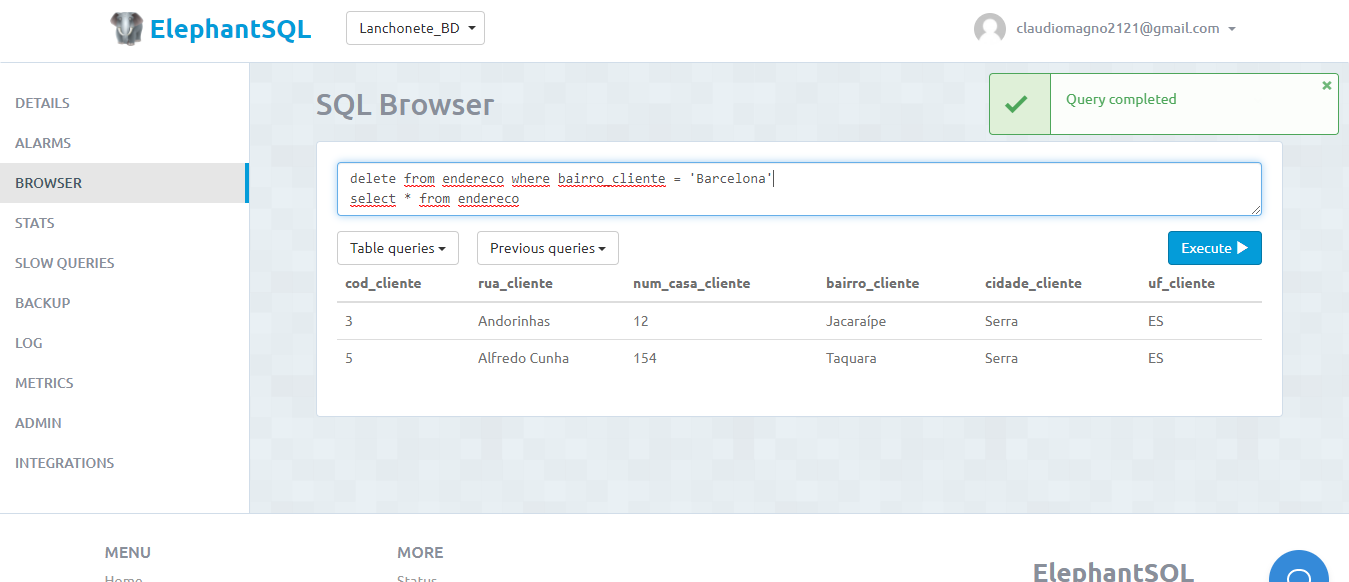 ElephantSQL Lanchonete_BD claudiomagno2121@gmail.com
DETAILS
ALARMS
BROWSER
STATS
SLOW QUERIES
BACKUP
LOG
METRICS
ADMIN
INTEGRATIONS
SQL Browser
Query completed
delete from endereco where bairro_cliente = 'Barcelona'
select * from endereco
Table queries Previous queries Execute
cod_cliente rua_cliente num_casa_cliente bairro_cliente cidade_cliente uf_cliente
3 Andorinhas 12 Jacaraípe Serra ES
5 Alfredo Cunha 154 Taquara Serra ES
MENU MORE
Home Status
ElephantSQL